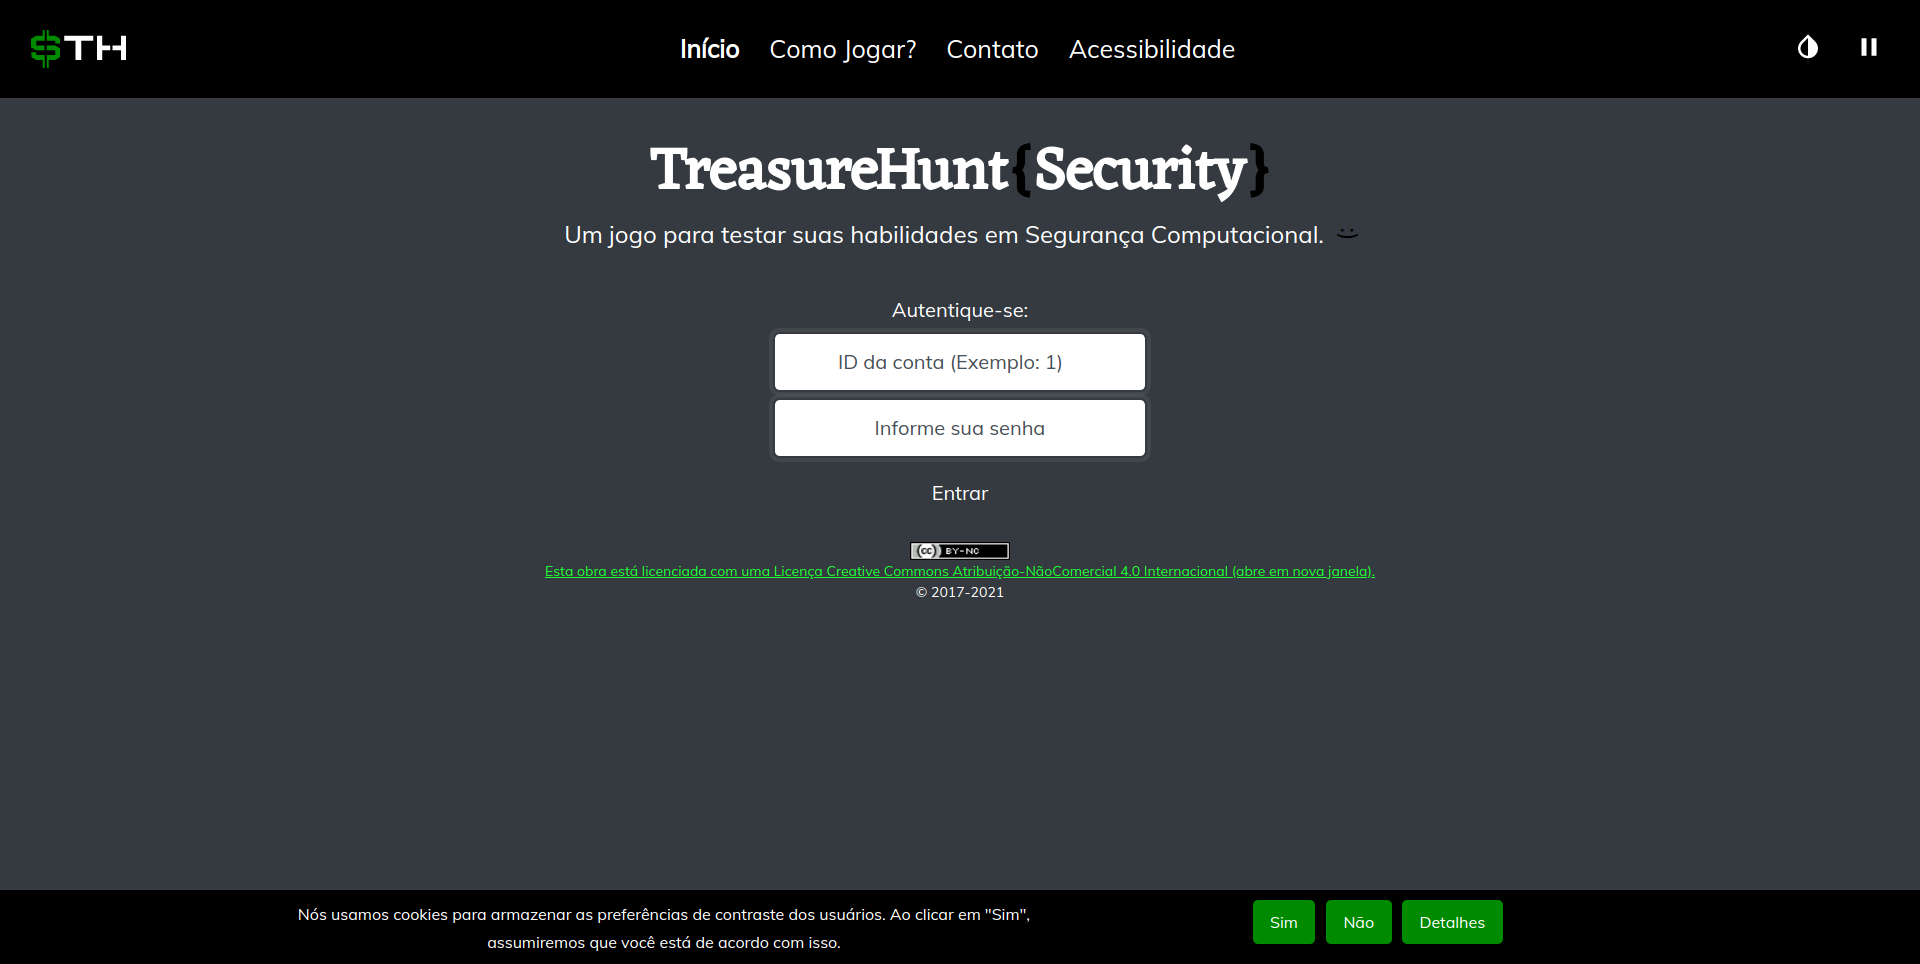 $TH
Início Como Jogar? Contato Acessibilidade
TreasureHunt{Security}
Um jogo para testar suas habilidades em Segurança Computacional.
Autentique-se:
ID da conta (Exemplo: 1)
Informe sua senha
Entrar
cc BY-NC
Esta obra está licenciada com uma Licença Creative Commons Atribuição-NãoComercial 4.0 Internacional (abre em nova janela).
© 2017-2021
Nós usamos cookies para armazenar as preferências de contraste dos usuários. Ao clicar em "Sim",
assumiremos que você está de acordo com isso.
Sim Não Detalhes